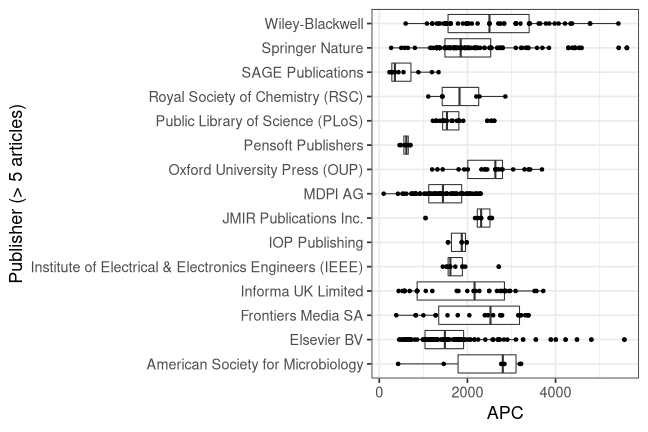 Wiley-Blackwell
Springer Nature
SAGE Publications
Royal Society of Chemistry (RSC)
Public Library of Science (PLoS)
Pensoft Publishers
Oxford University Press (OUP)
MDPI AG
JMIR Publications Inc.
IOP Publishing
Institute of Electrical & Electronics Engineers (IEEE)
Informa UK Limited
Frontiers Media SA
Elsevier BV
American Society for Microbiology
Publisher (> 5 articles)
0 2000 4000
APC